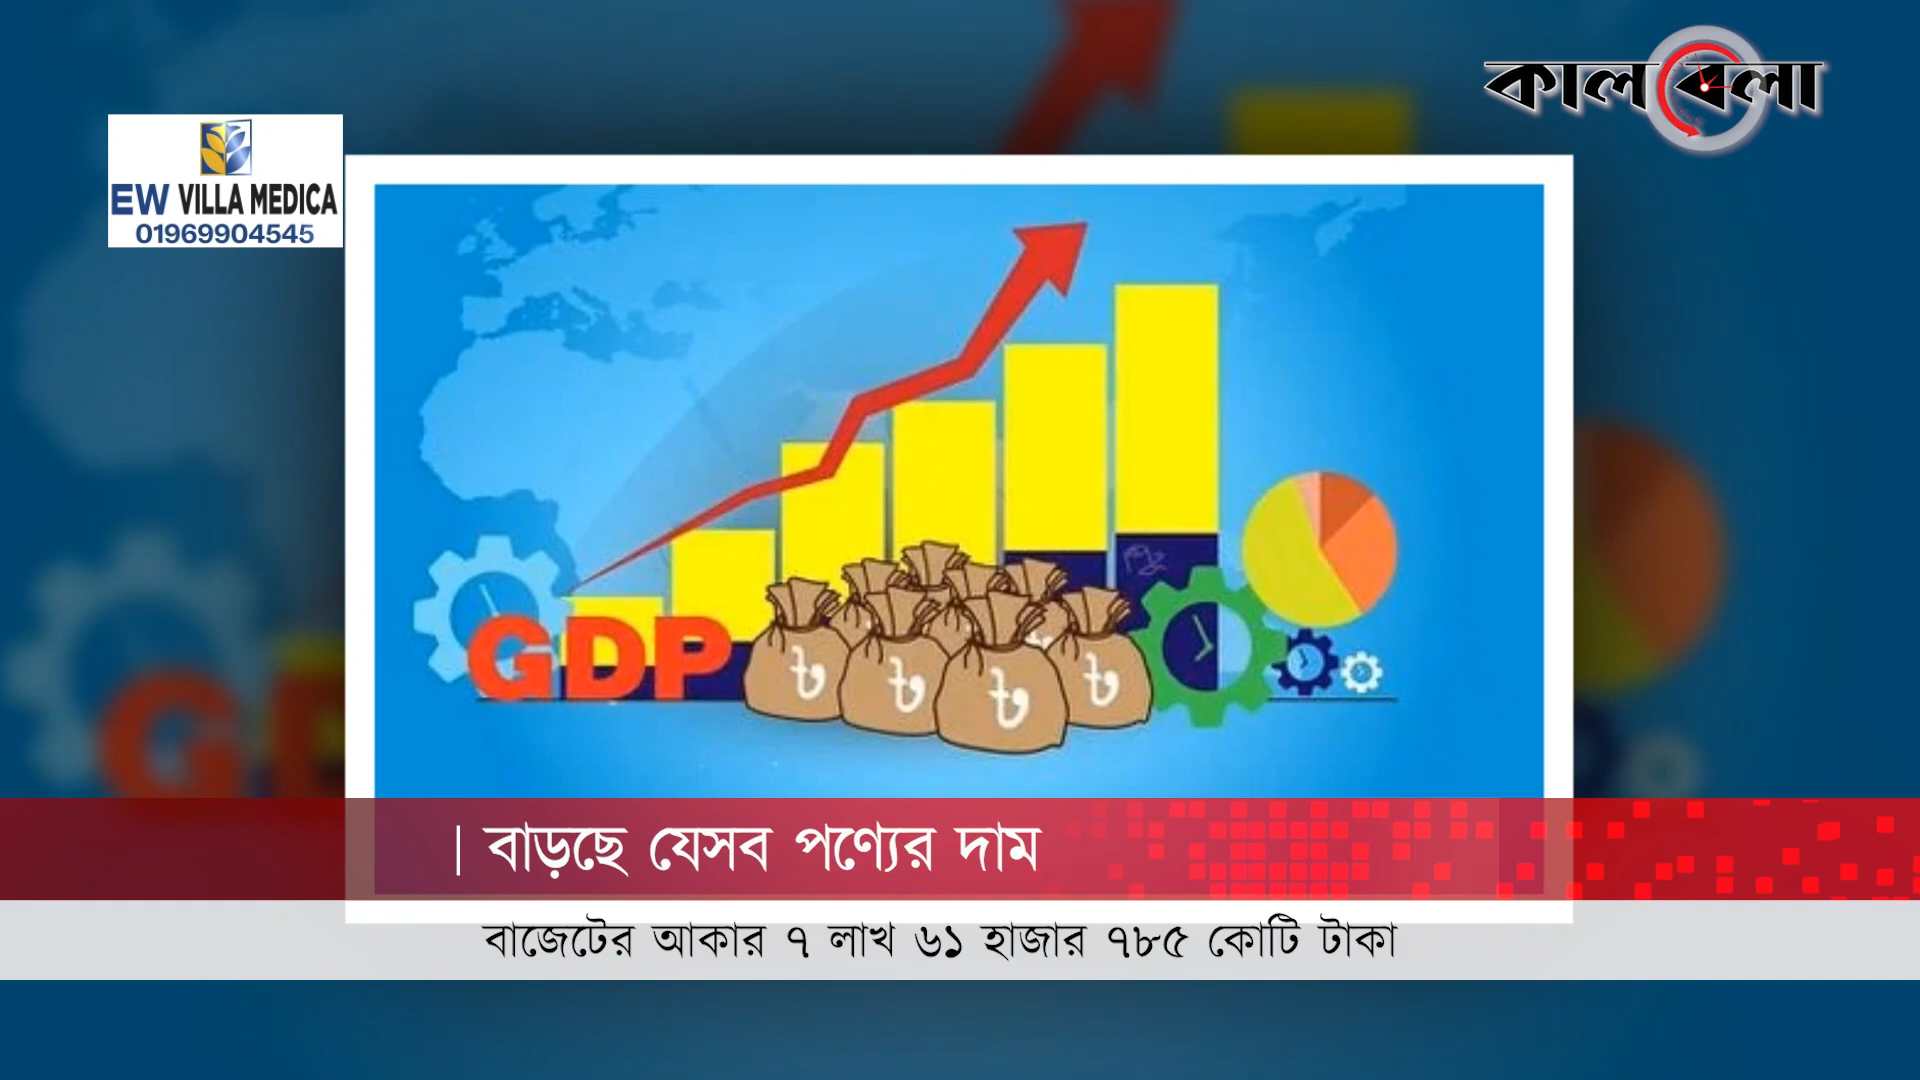 কালবেলা
EW VILLA MEDICA
01969904545
GDP
৳ ৳ ৳ ৳
| বাড়ছে যেসব পণ্যের দাম
বাজেটের আকার ৭ লাখ ৬১ হাজার ৭৮৫ কোটি টাকা